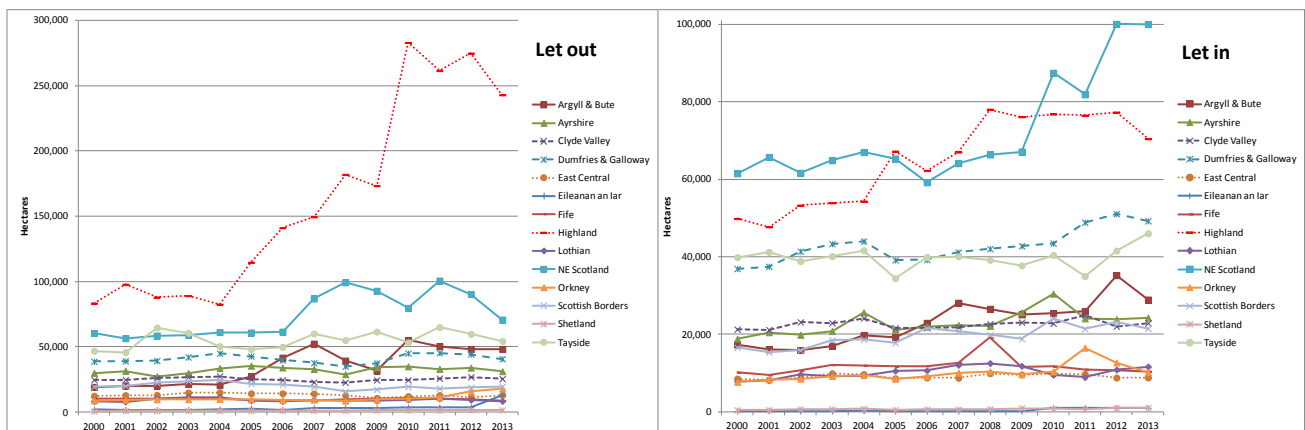 300,000
Let out
250,000
200,000
150,000
100,000
50,000
0
Hectares
2000 2001 2002 2003 2004 2005 2006 2007 2008 2009 2010 2011 2012 2013
Argyll & Bute
Ayrshire
Clyde Valley
Dumfries & Galloway
East Central
Eileanan an Iar
Fife
Highland
Lothian
NE Scotland
Orkney
Scottish Borders
Shetland
Tayside
100,000
Let in
80,000
60,000
40,000
20,000
0
Hectares
2000 2001 2002 2003 2004 2005 2006 2007 2008 2009 2010 2011 2012 2013
Argyll & Bute
Ayrshire
Clyde Valley
Dumfries & Galloway
East Central
Eileanan an Iar
Fife
Highland
Lothian
NE Scotland
Orkney
Scottish Borders
Shetland
Tayside